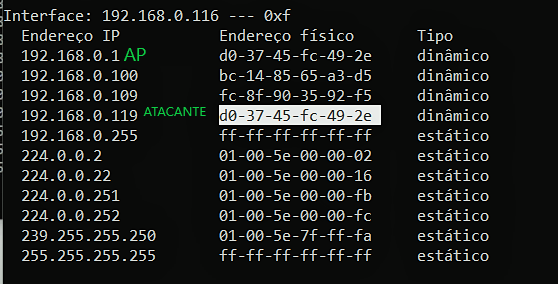 Interface: 192.168.0.116 --- 0xf
Endereço IP Endereço físico Tipo
192.168.0.1 AP d0-37-45-fc-49-2e dinâmico
192.168.0.100 bc-14-85-65-a3-d5 dinâmico
192.168.0.109 fc-8f-90-35-92-f5 dinâmico
192.168.0.119 ATACANTE d0-37-45-fc-49-2e dinâmico
192.168.0.255 ff-ff-ff-ff-ff-ff estático
224.0.0.2 01-00-5e-00-00-02 estático
224.0.0.22 01-00-5e-00-00-16 estático
224.0.0.251 01-00-5e-00-00-fb estático
224.0.0.252 01-00-5e-00-00-fc estático
239.255.255.250 01-00-5e-7f-ff-fa estático
255.255.255.255 ff-ff-ff-ff-ff-ff estático